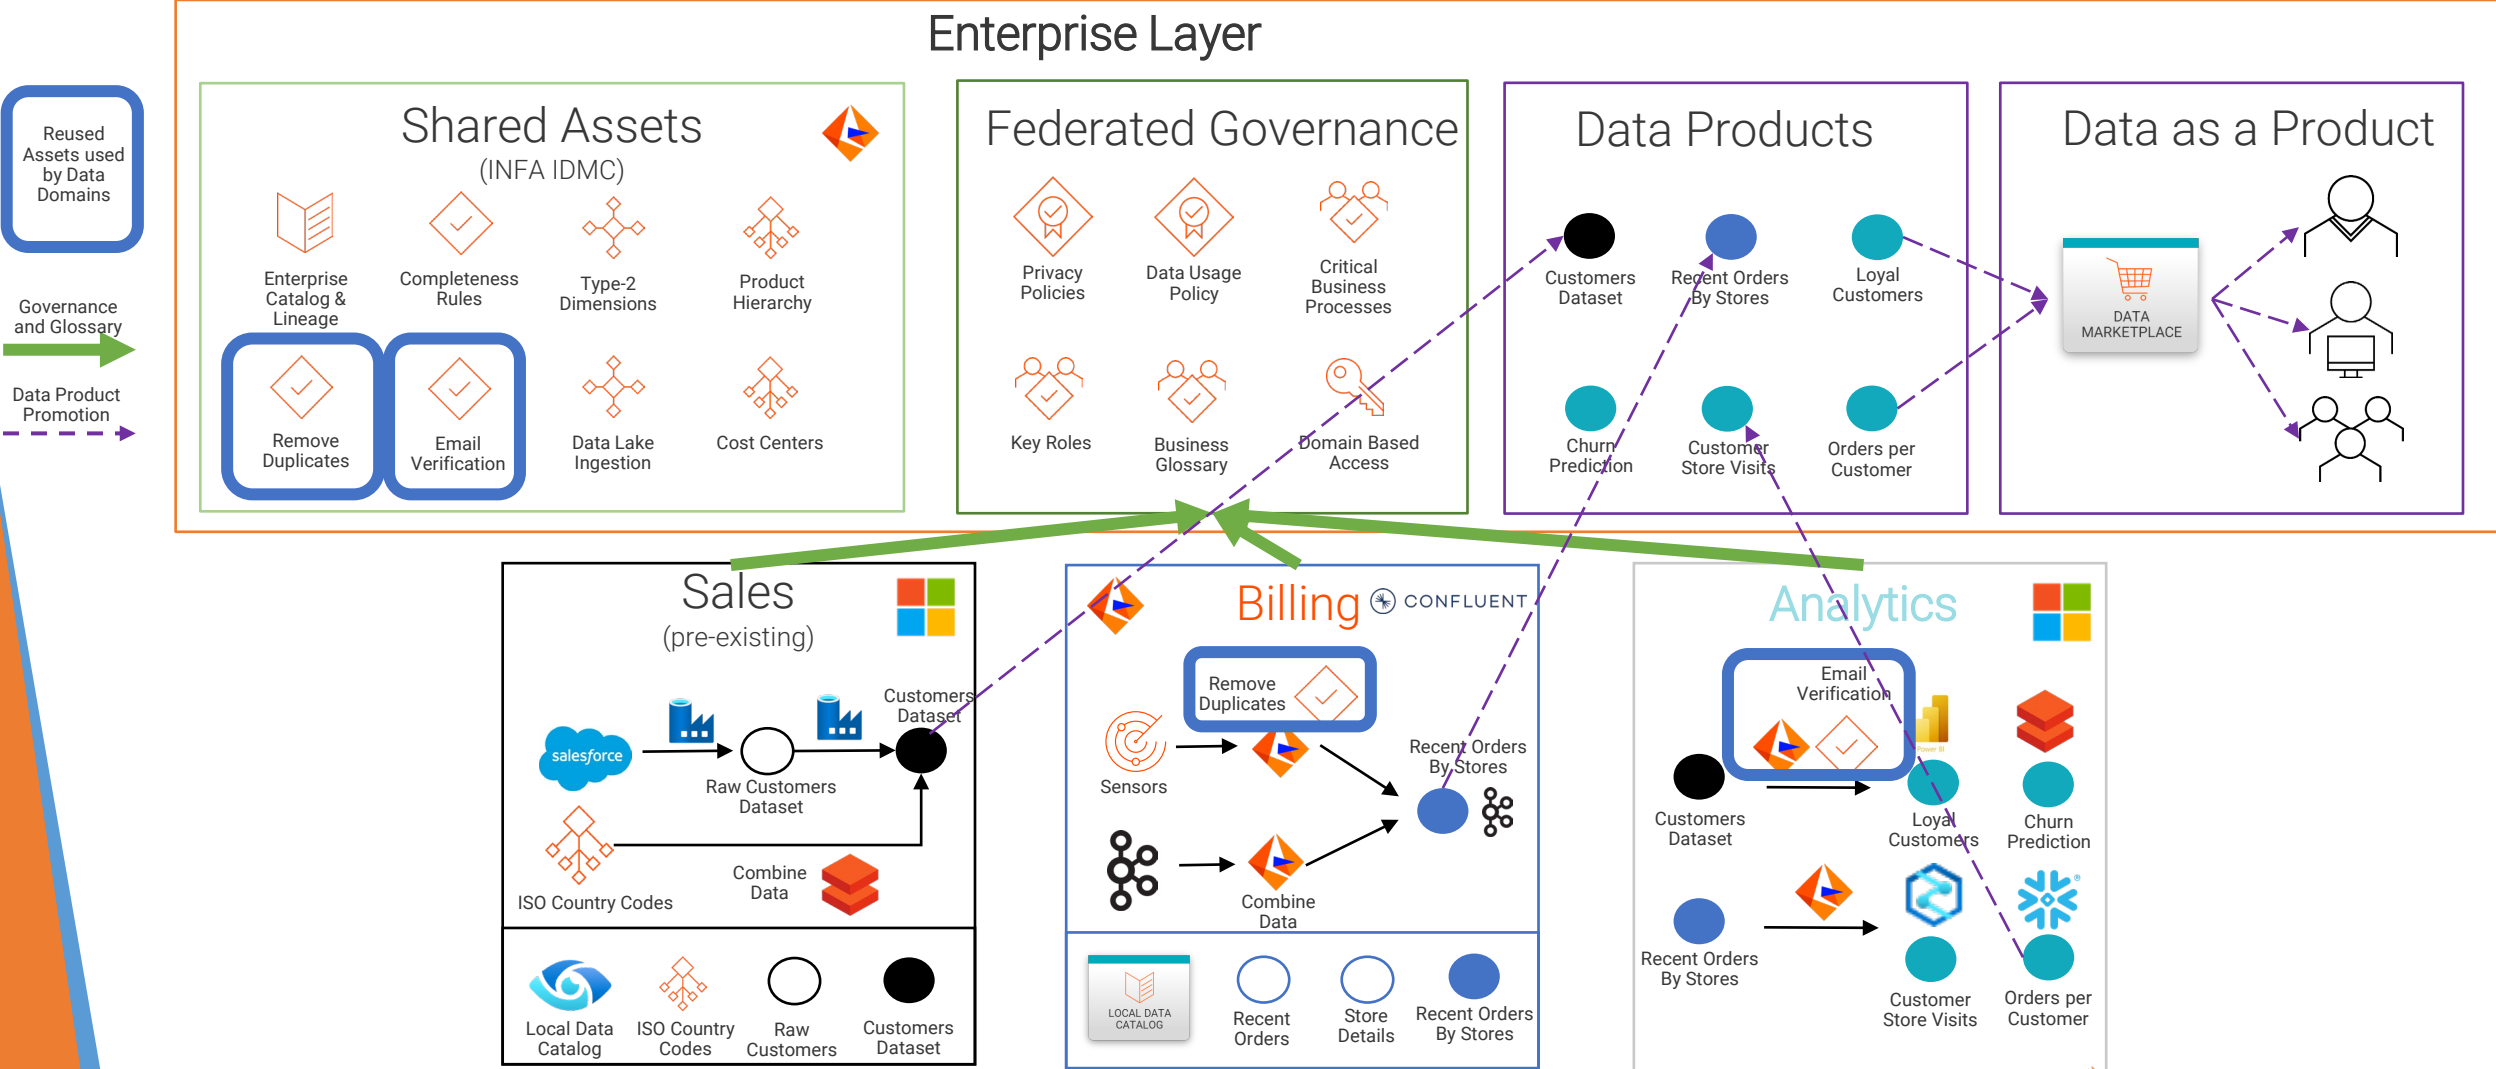 Enterprise Layer
Reused
Assets used
by Data
Domains
Governance
and Glossary
Data Product
Promotion
Shared Assets
(INFA IDMC)
Enterprise
Catalog &
Lineage
Completeness
Rules
Type-2
Dimensions
Product
Hierarchy
Remove
Duplicates
Email
Verification
Data Lake
Ingestion
Cost Centers
Federated Governance
Privacy
Policies
Data Usage
Policy
Critical
Business
Processes
Key Roles
Business
Glossary
Domain Based
Access
Data Products
Customers
Dataset
Recent Orders
By Stores
Loyal
Customers
Churn
Prediction
Customer
Store Visits
Orders per
Customer
Data as a Product
DATA
MARKETPLACE
Sales
(pre-existing)
salesforce
Raw Customers
Dataset
Customers
Dataset
ISO Country Codes
Combine
Data
Local Data
Catalog
ISO Country
Codes
Raw
Customers
Customers
Dataset
Billing
CONFLUENT
Remove
Duplicates
Sensors
Recent Orders
By Stores
Combine
Data
LOCAL DATA
CATALOG
Recent
Orders
Store
Details
Recent Orders
By Stores
Analytics
Email
Verification
Power BI
Customers
Dataset
Loyal
Customers
Churn
Prediction
Recent Orders
By Stores
Customer
Store Visits
Orders per
Customer